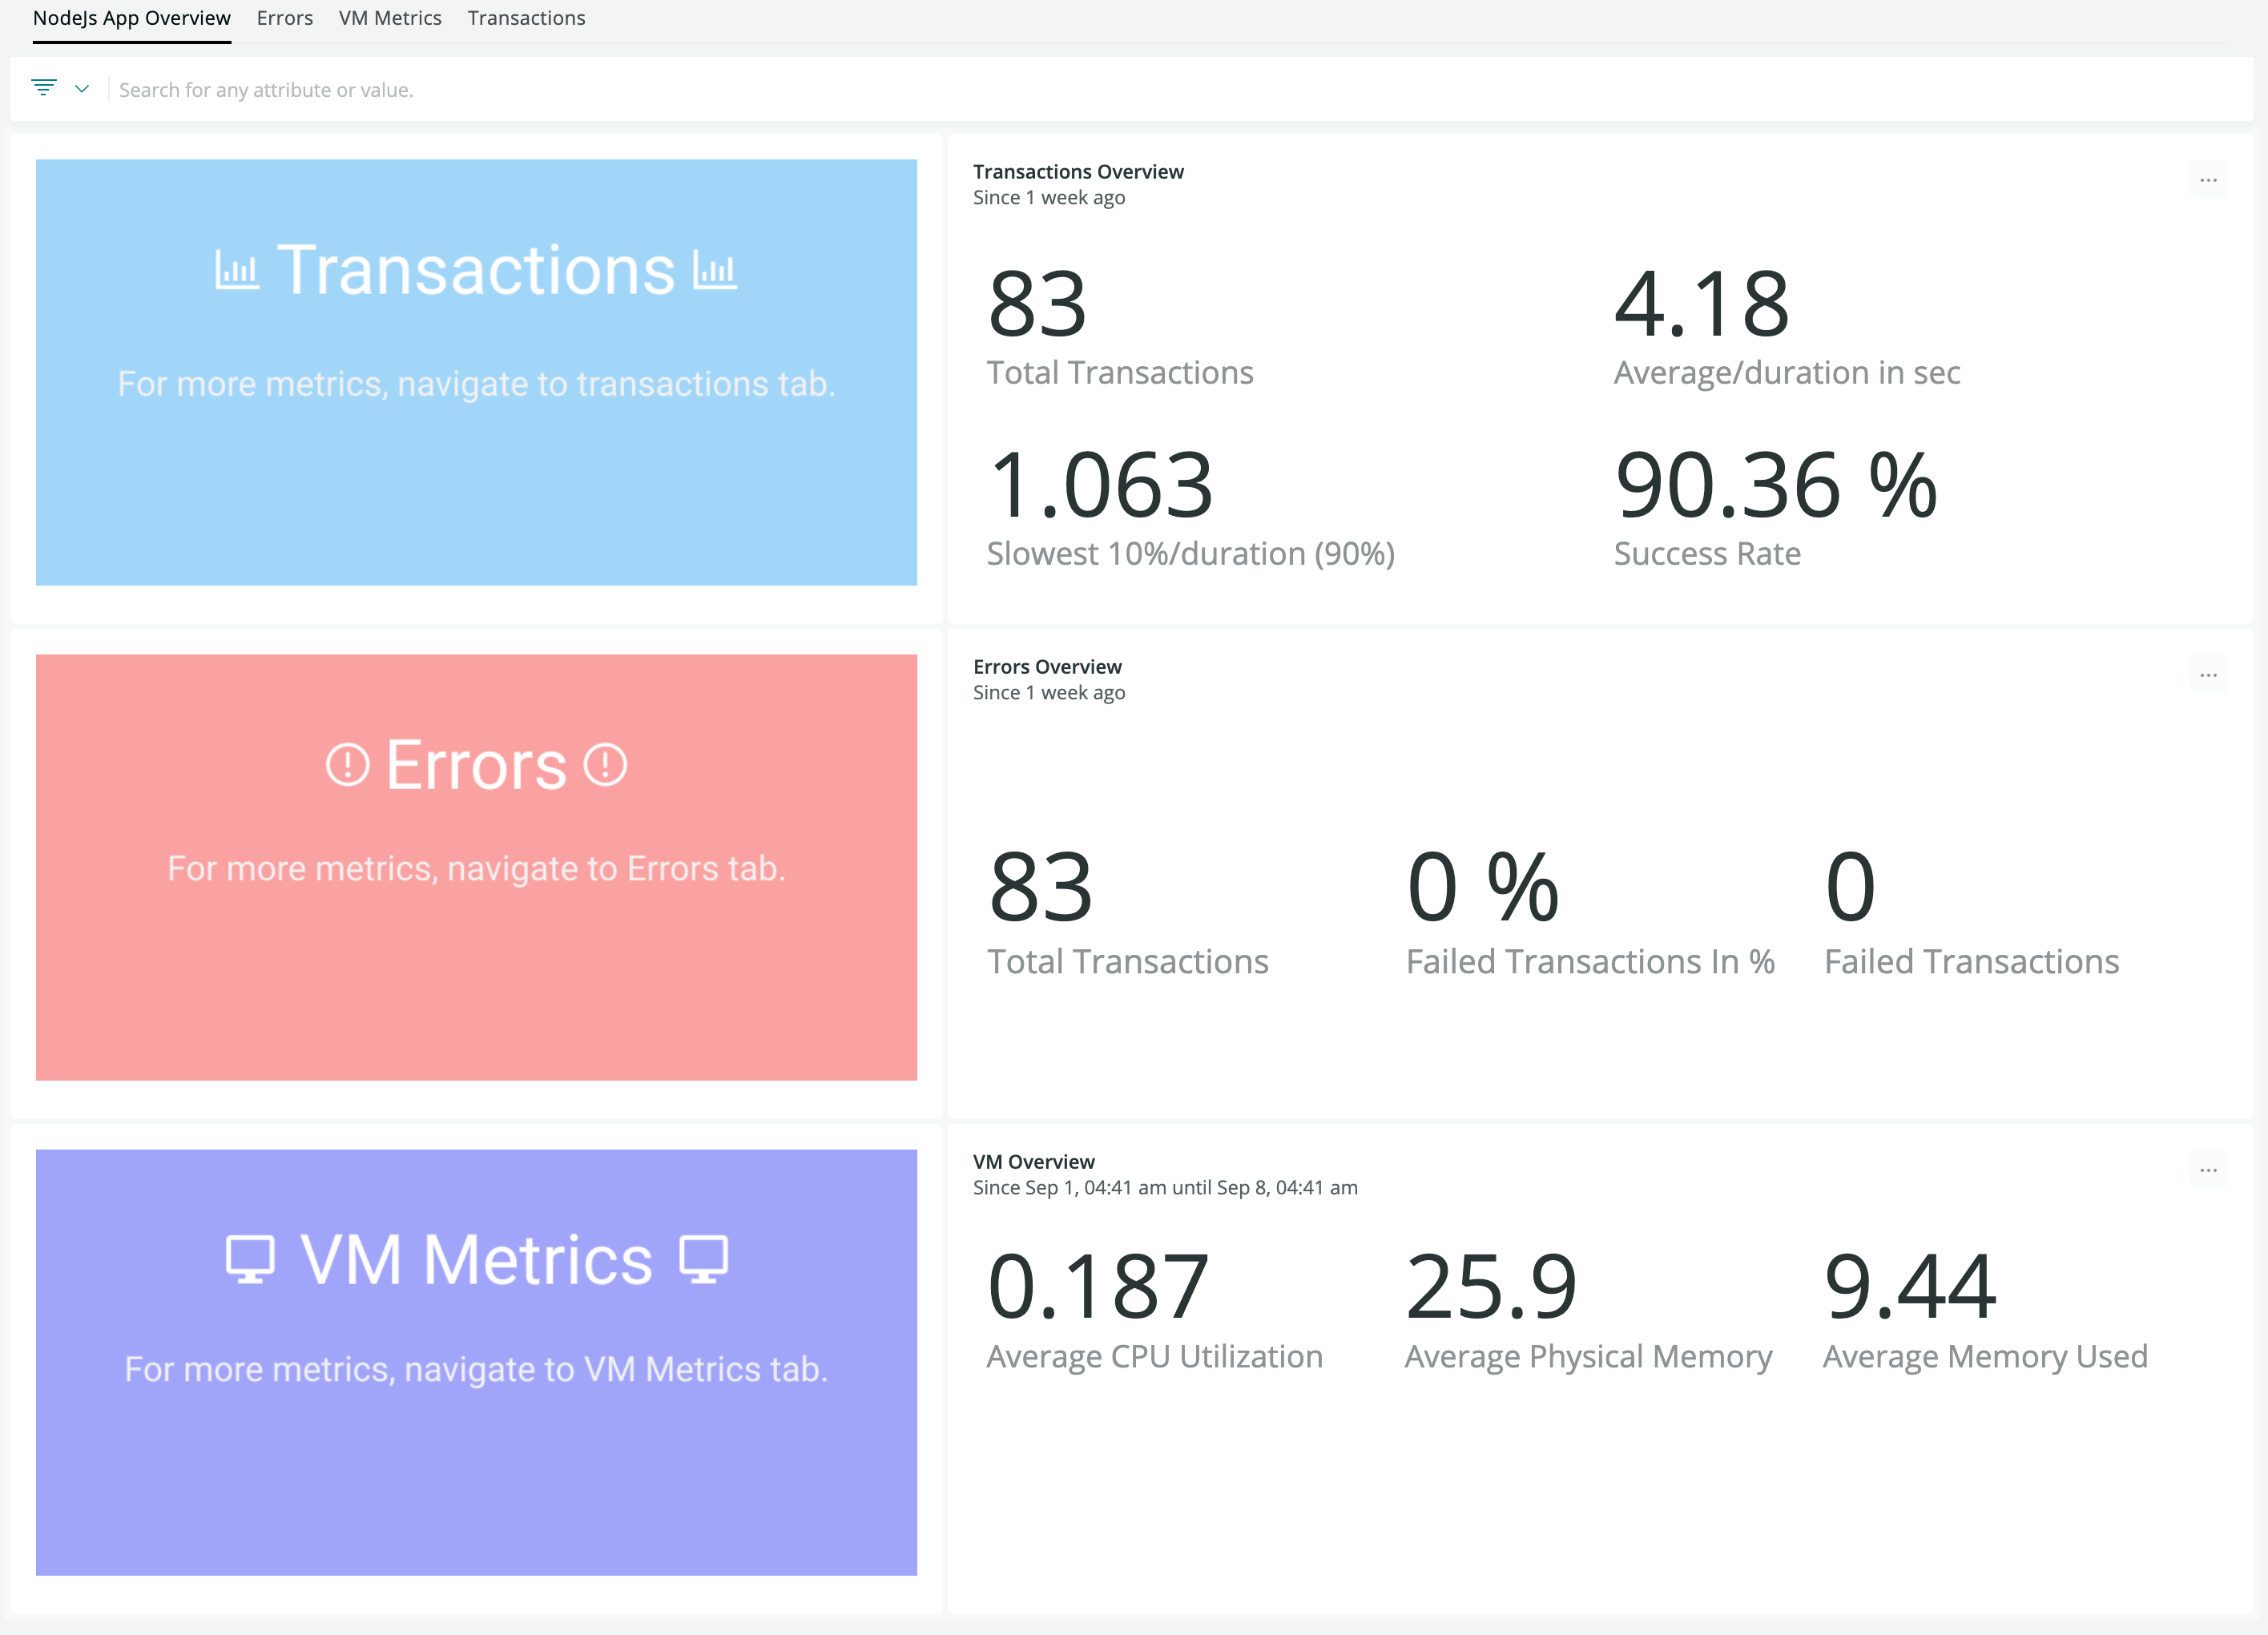 NodeJs App Overview Errors VM Metrics Transactions
Search for any attribute or value.
Transactions
For more metrics, navigate to transactions tab.
Transactions Overview
Since 1 week ago
...
83
Total Transactions
4.18
Average/duration in sec
1.063
Slowest 10%/duration (90%)
90.36 %
Success Rate
Errors
For more metrics, navigate to Errors tab.
Errors Overview
Since 1 week ago
...
83
Total Transactions
0 %
Failed Transactions In %
0
Failed Transactions
VM Metrics
For more metrics, navigate to VM Metrics tab.
VM Overview
Since Sep 1, 04:41 am until Sep 8, 04:41 am
...
0.187
Average CPU Utilization
25.9
Average Physical Memory
9.44
Average Memory Used